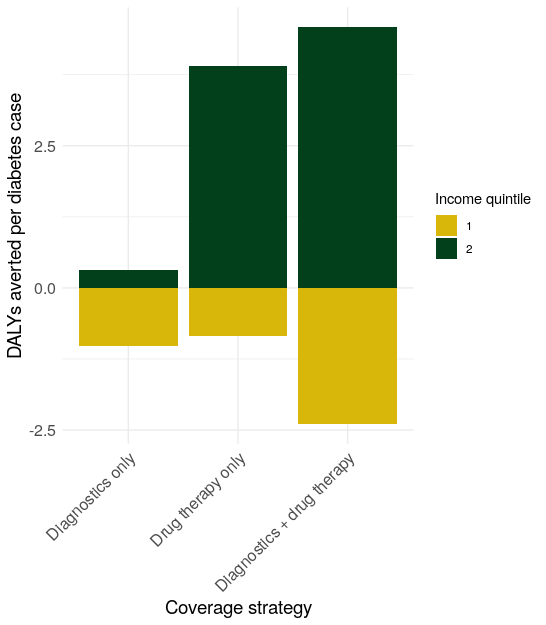 DALYs averted per diabetes case
2.5
0.0
-2.5
Diagnostics only
Drug therapy only
Diagnostics + drug therapy
Coverage strategy
Income quintile
1
2